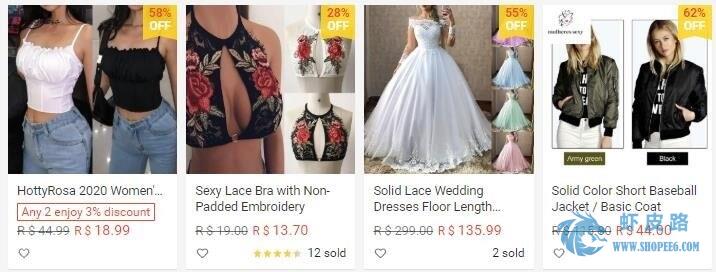 58%
OFF
28%
OFF
55%
OFF
62%
OFF
mulheres sexy
Army green
Black
HottyRosa 2020 Women'...
Any 2 enjoy 3% discount
R$ 44.99 R$ 18.99
Sexy Lace Bra with Non-
Padded Embroidery
R$ 19.00 R$ 13.70
12 sold
Solid Lace Wedding
Dresses Floor Length...
R$ 299.00 R$ 135.99
2 sold
Solid Color Short Baseball
Jacket / Basic Coat
R$ 44.00
虾皮路
WWW.SHOPEE6.COM